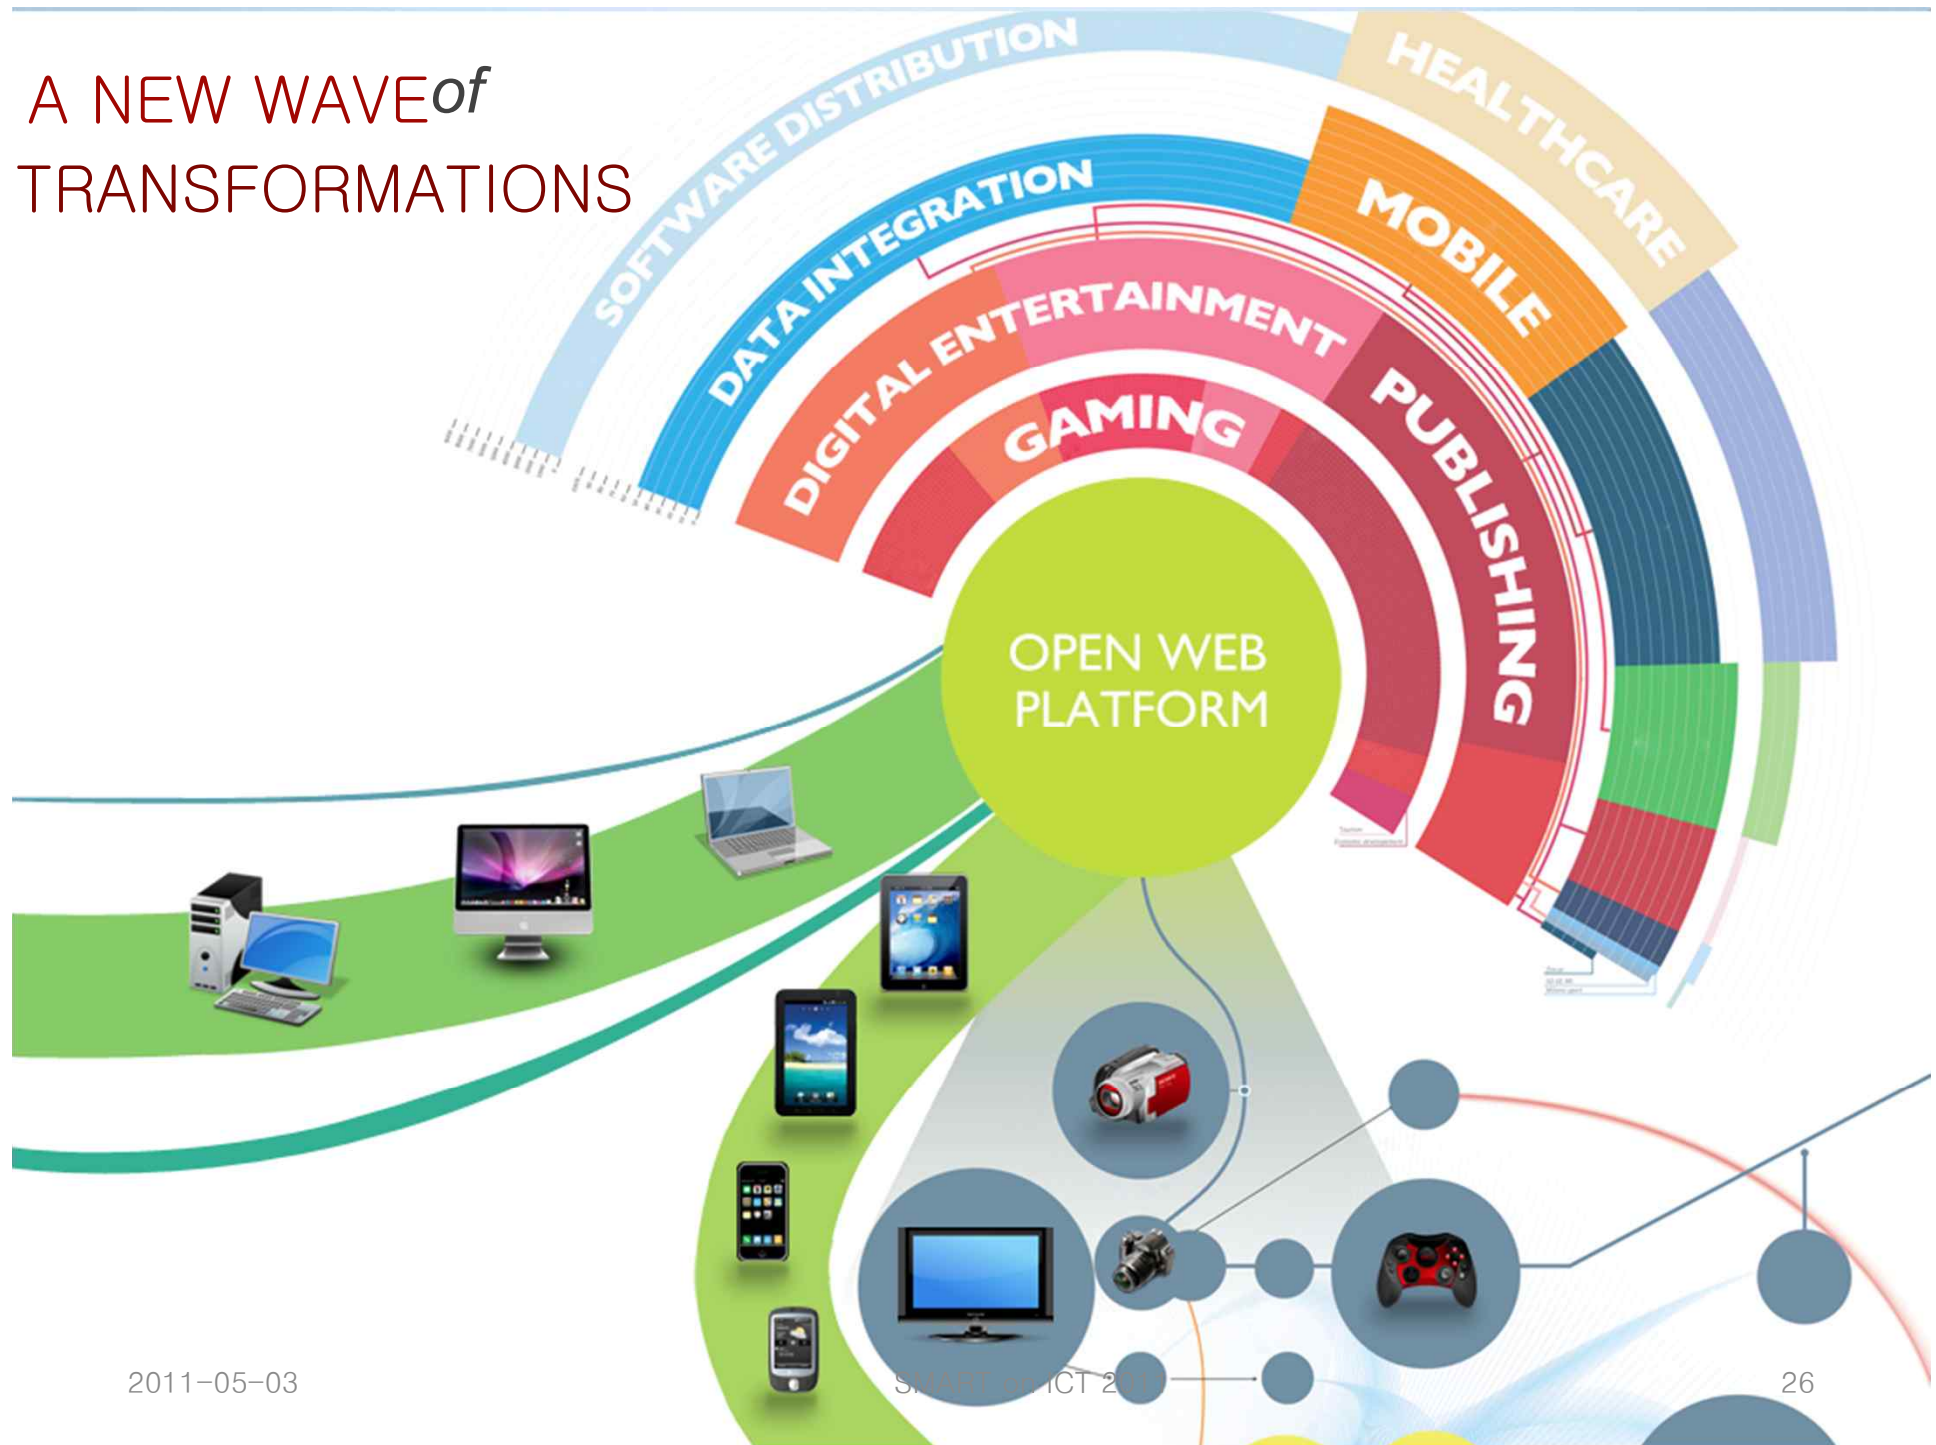 A NEW WAVE of
TRANSFORMATIONS
SOFTWARE DISTRIBUTION
HEALTHCARE
DATA INTEGRATION
MOBILE
DIGITAL ENTERTAINMENT
PUBLISHING
GAMING
OPEN WEB
PLATFORM
2011-05-03
ICT
26